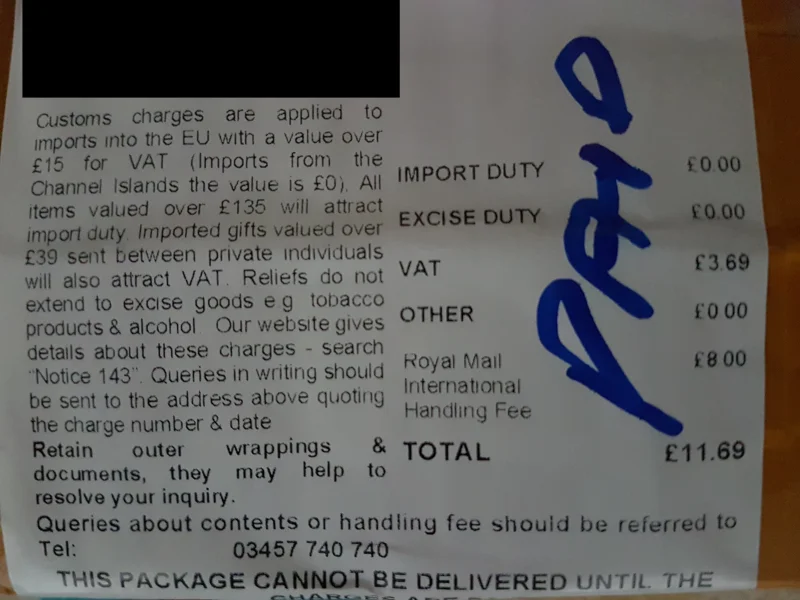 Customs charges are applied to
imports into the EU with a value over
£15 for VAT (Imports from the
Channel Islands the value is £0). All
items valued over £135 will attract
import duty. Imported gifts valued over
£39 sent between private individuals
will also attract VAT. Reliefs do not
extend to excise goods e g tobacco
products & alcohol. Our website gives
details about these charges - search
"Notice 143". Queries in writing should
be sent to the address above quoting
the charge number & date
Retain outer wrappings &
documents, they may help to
resolve your inquiry.
IMPORT DUTY £0.00
EXCISE DUTY £0.00
VAT £3.69
OTHER £0 00
Royal Mail £8 00
International
Handling Fee
TOTAL £11.69
PAID
Queries about contents or handling fee should be referred to
Tel: 03457 740 740
THIS PACKAGE CANNOT BE DELIVERED UNTIL THE
CHARGES ARE